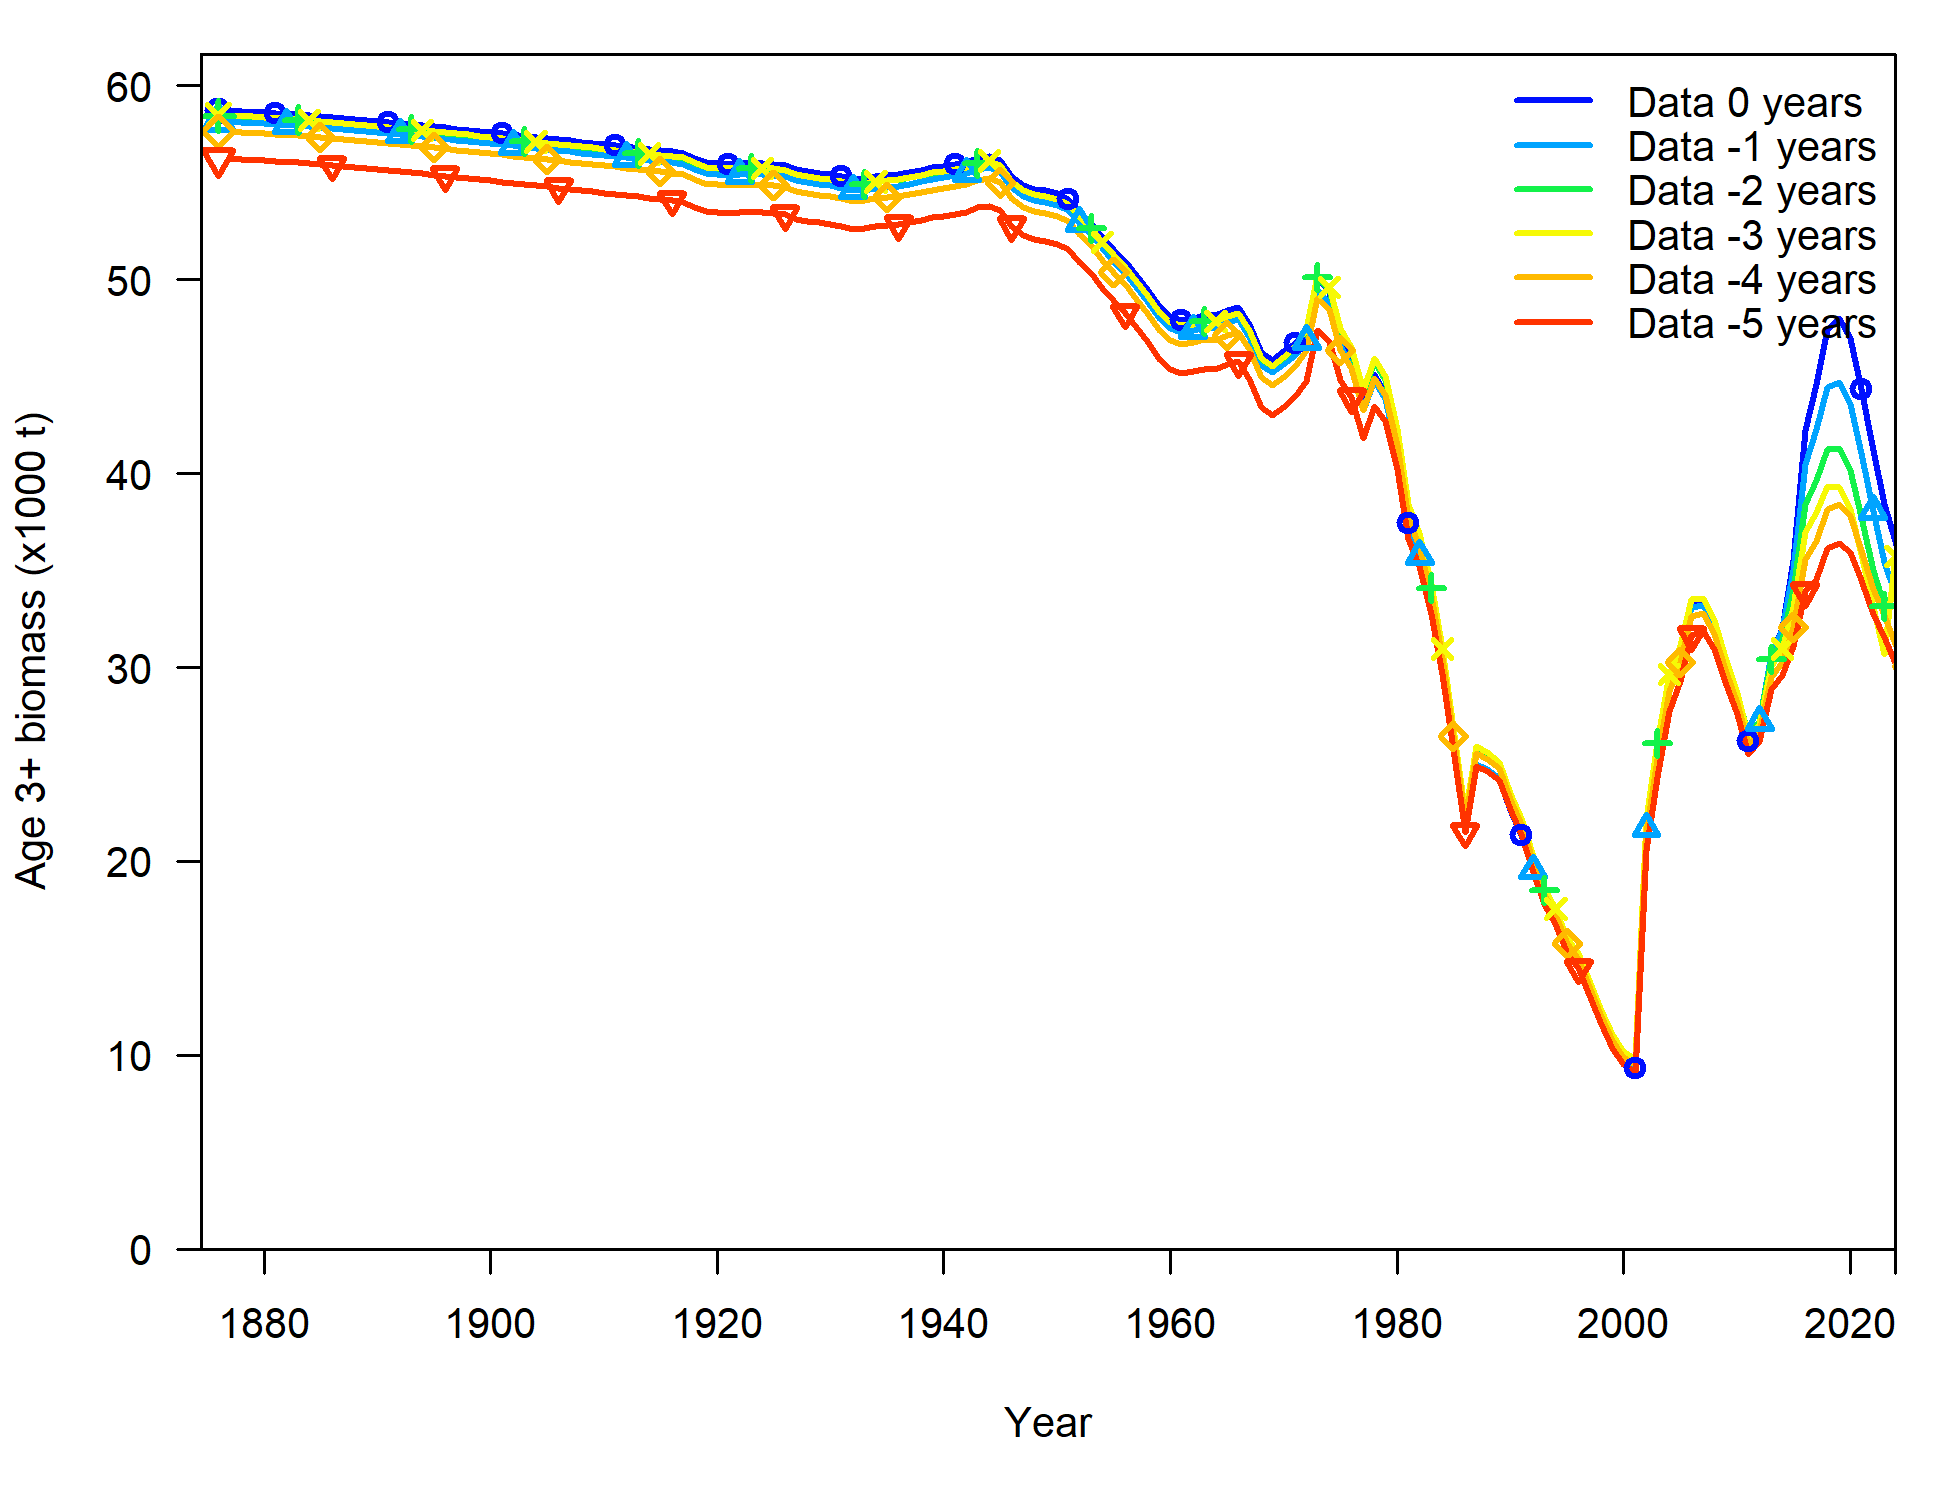 Data 0 years
Data -1 years
Data -2 years
Data -3 years
Data -4 years
Data -5 years
60
50
40
30
20
10
0
Age 3+ biomass (x1000 t)
1880 1900 1920 1940 1960 1980 2000 2020
Year